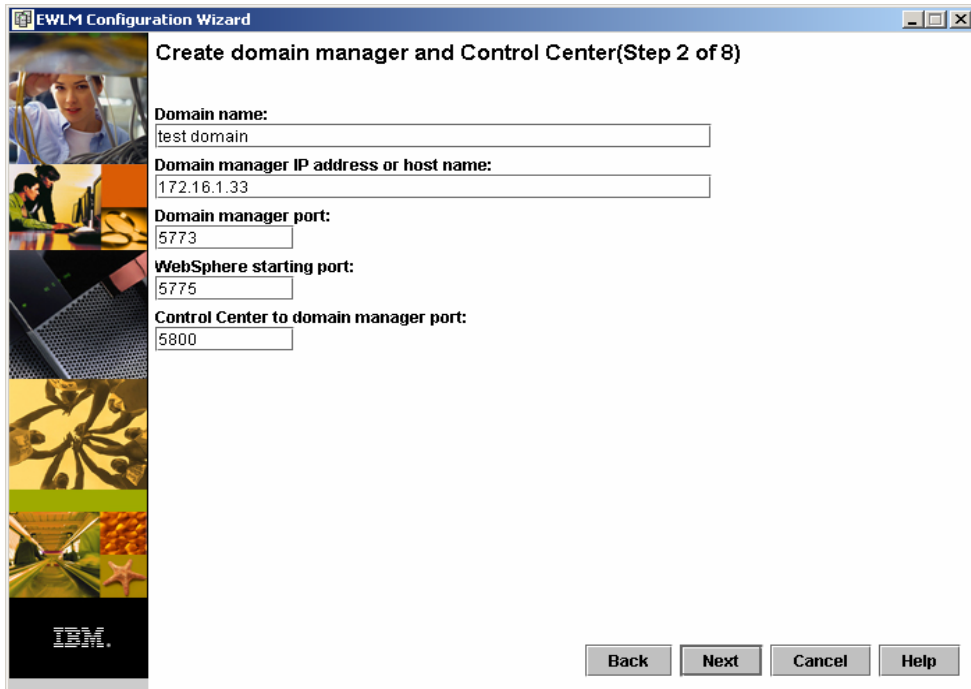 EWLM Configuration Wizard
Create domain manager and Control Center(Step 2 of 8)
Domain name:
test domain
Domain manager IP address or host name:
172.16.1.33
Domain manager port:
5773
WebSphere starting port:
5775
Control Center to domain manager port:
5800
IBM.
Back Next Cancel Help